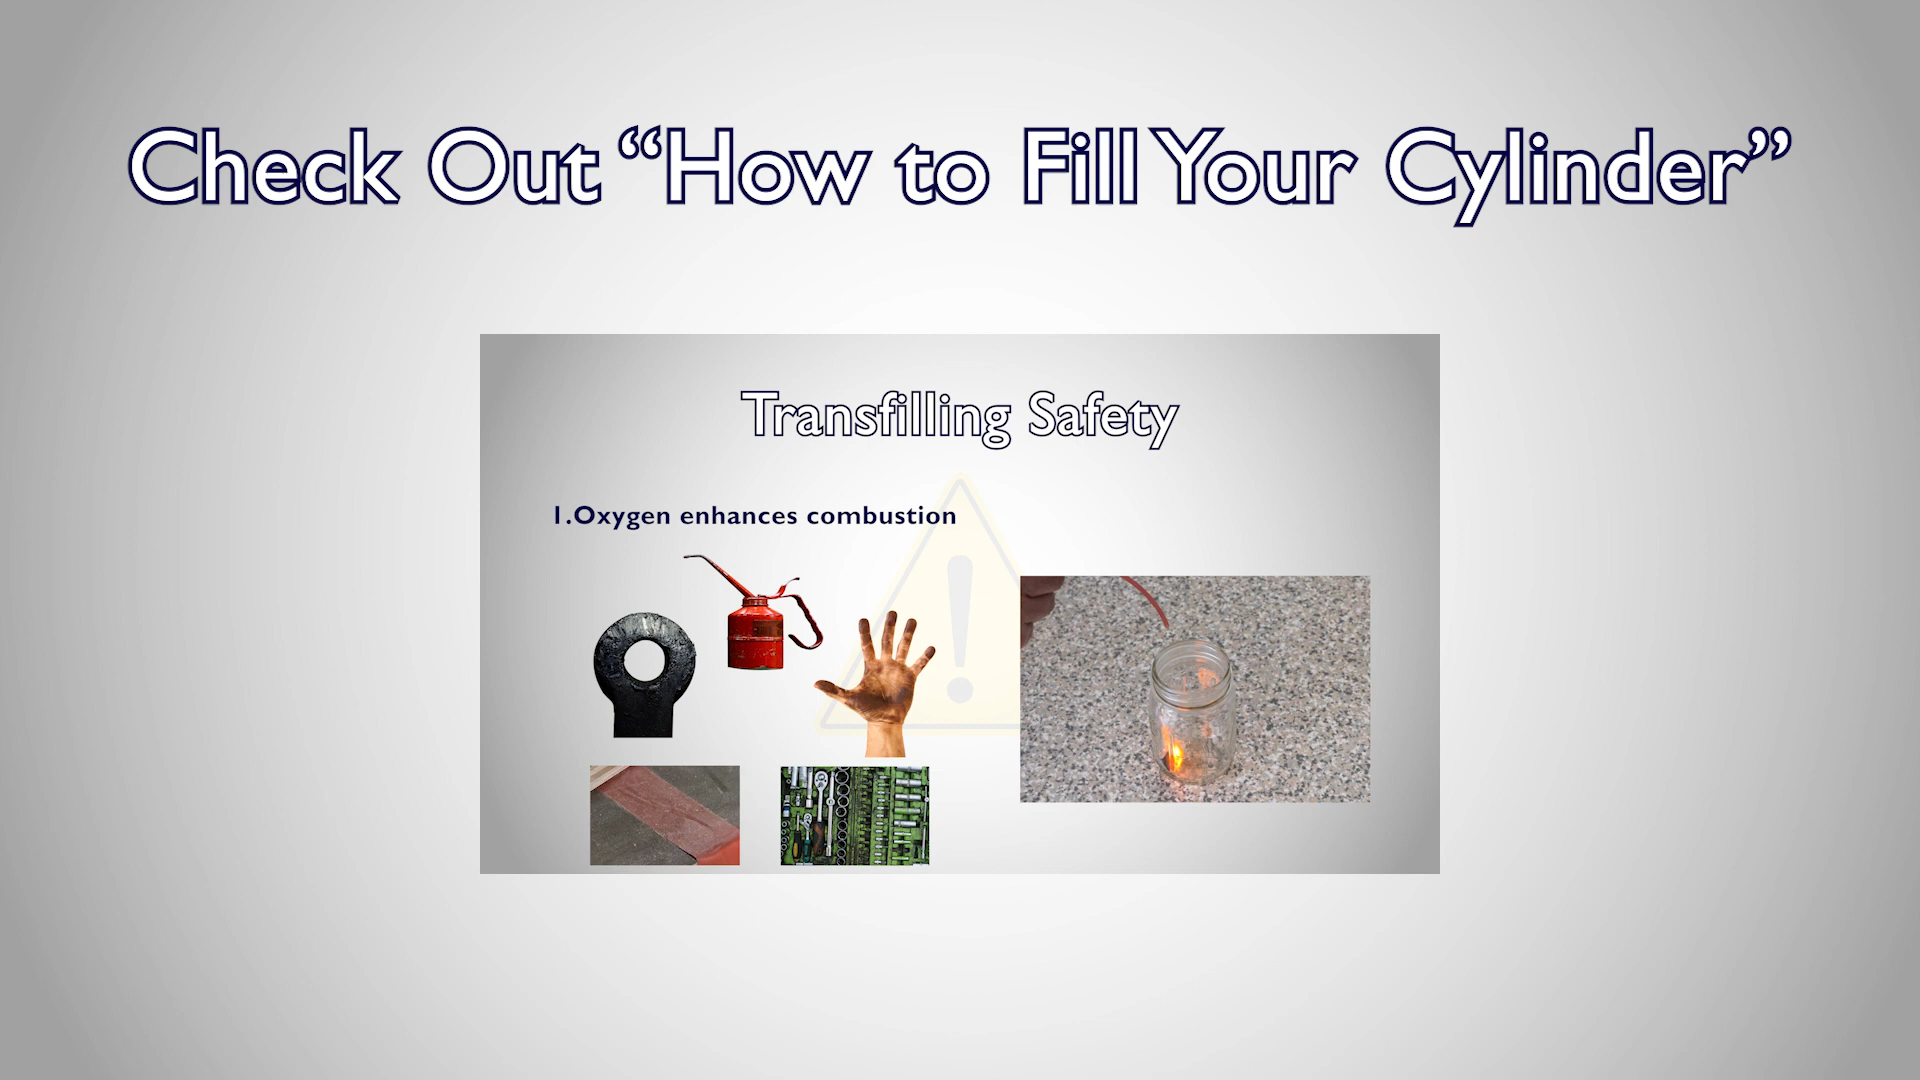 Check Out “How to Fill Your Cylinder”
Transfilling Safety
1.Oxygen enhances combustion